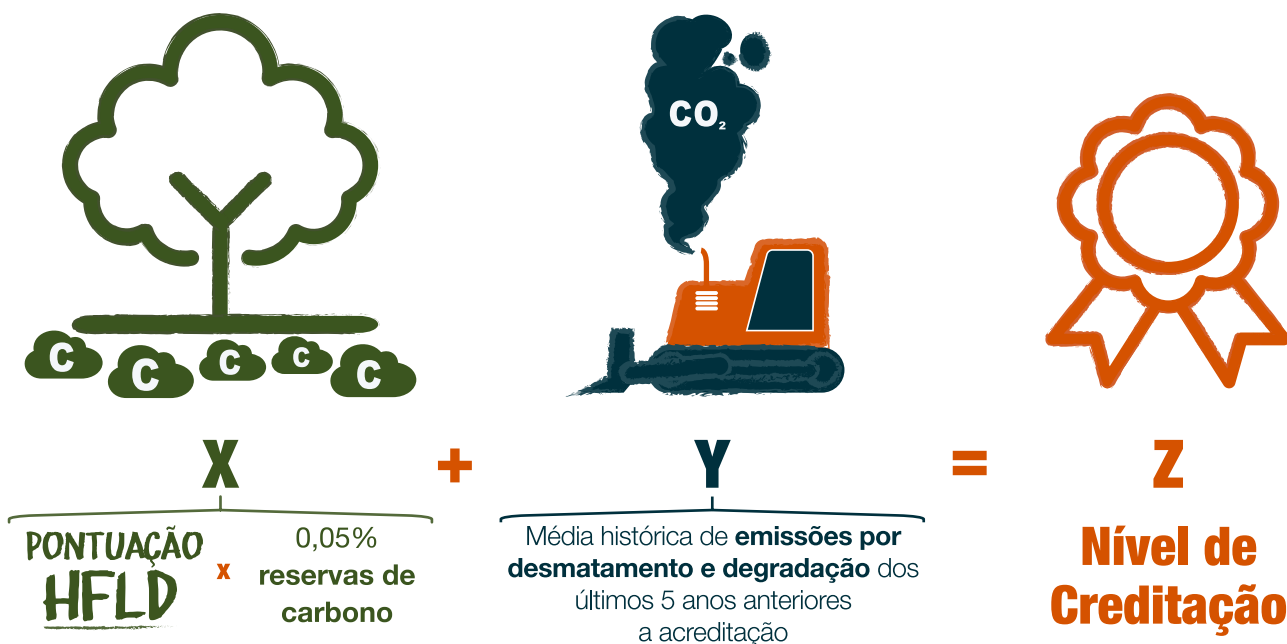 CO₂
C C C C C
X + Y = Z
PONTUAÇÃO
HFLD
x
0,05%
reservas de
carbono
Média histórica de emissões por
desmatamento e degradação dos
últimos 5 anos anteriores
a acreditação
Nível de
Creditação